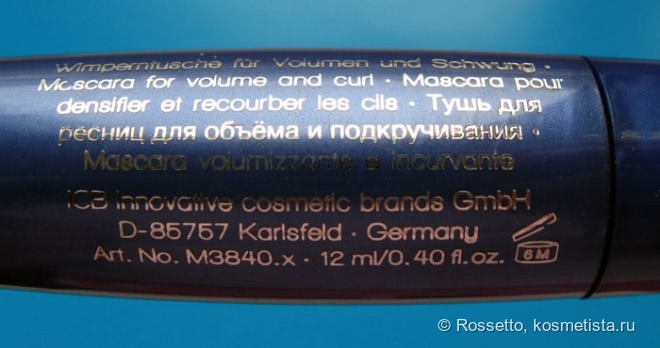 Wimperntusche für Volumen und Schwung ·
Mascara for volume and curl · Mascara pour
densifier et recourber les cils · Тушь для
ресниц для объёма и подкручивания ·
Mascara volumizzante e incurvante
ICB innovative cosmetic brands GmbH
D-85757 Karlsfeld · Germany
Art. No. M3840.x · 12 ml/0.40 fl.oz.
6M
© Rossetto, kosmetista.ru